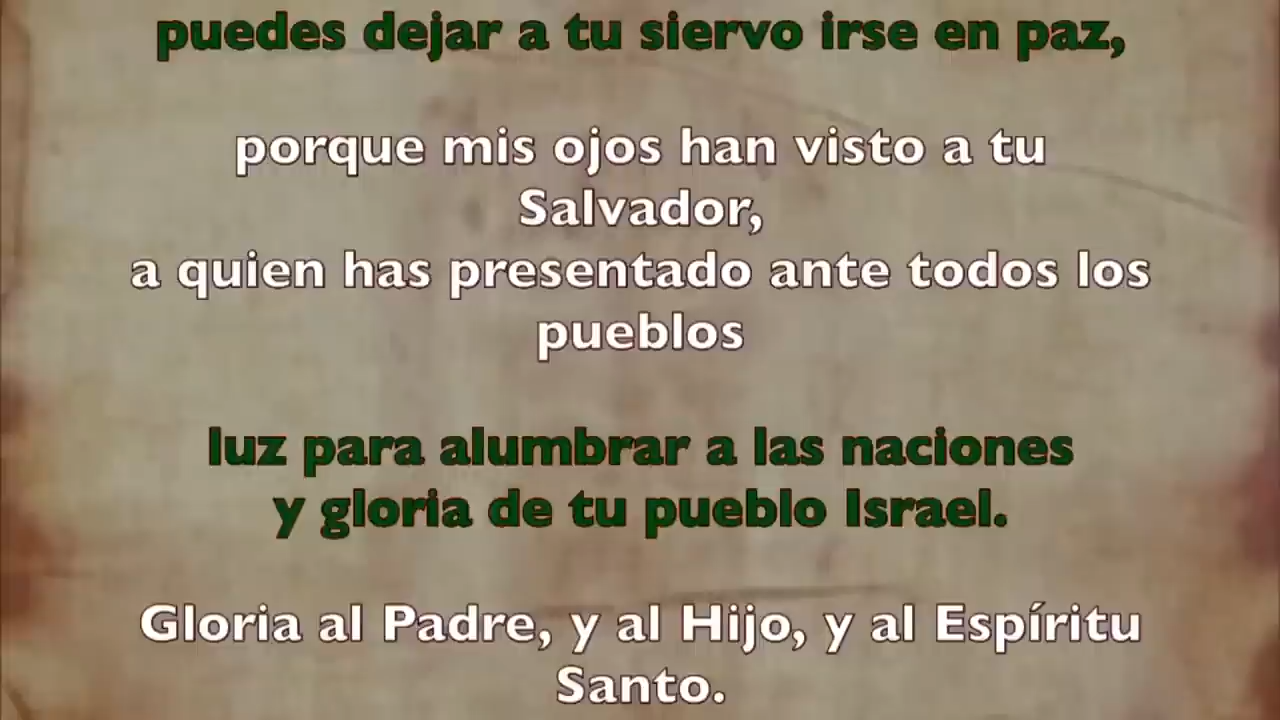 puedes dejar a tu siervo irse en paz,
porque mis ojos han visto a tu
Salvador,
a quien has presentado ante todos los
pueblos
luz para alumbrar a las naciones
y gloria de tu pueblo Israel.
Gloria al Padre, y al Hijo, y al Espíritu
Santo.